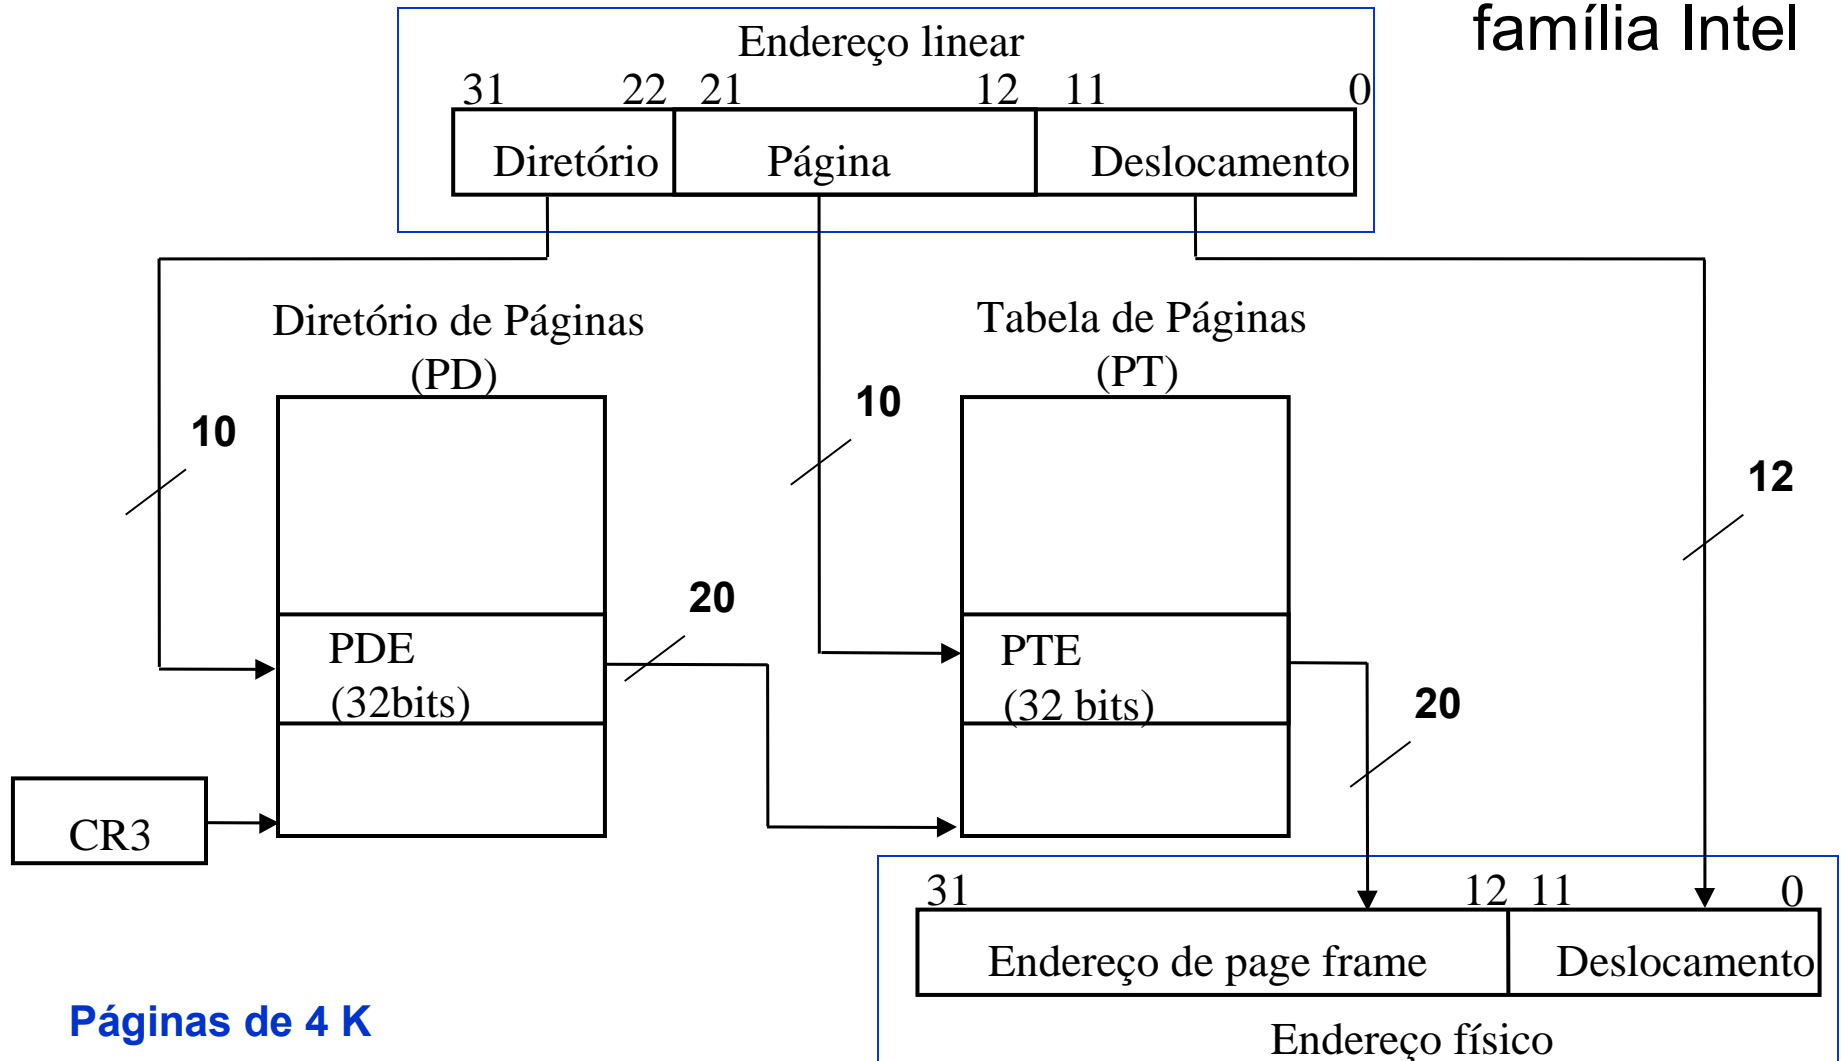 família Intel
Endereço linear
31 22 21 12 11 0
Diretório Página Deslocamento
Diretório de Páginas
(PD)
Tabela de Páginas
(PT)
10
10
12
20
PDE
(32bits)
PTE
(32 bits)
20
CR3
31 12 11 0
Endereço de page frame Deslocamento
Páginas de 4 K
Endereço físico